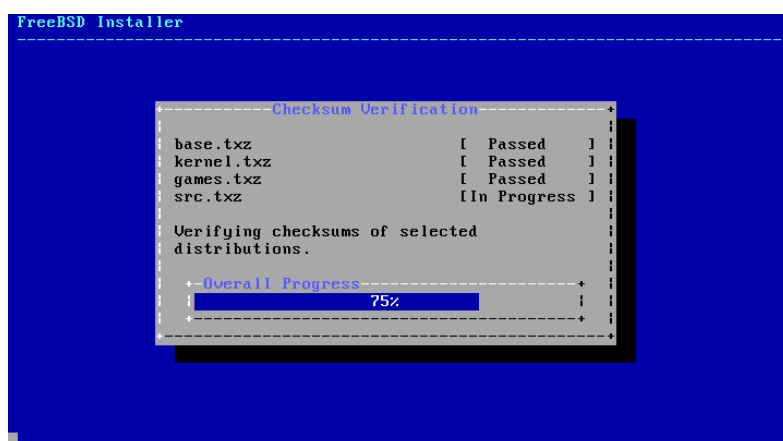 FreeBSD Installer
Checksum Verification
base.txz [ Passed ]
kernel.txz [ Passed ]
games.txz [ Passed ]
src.txz [In Progress ]
Verifying checksums of selected
distributions.
Overall Progress
75%